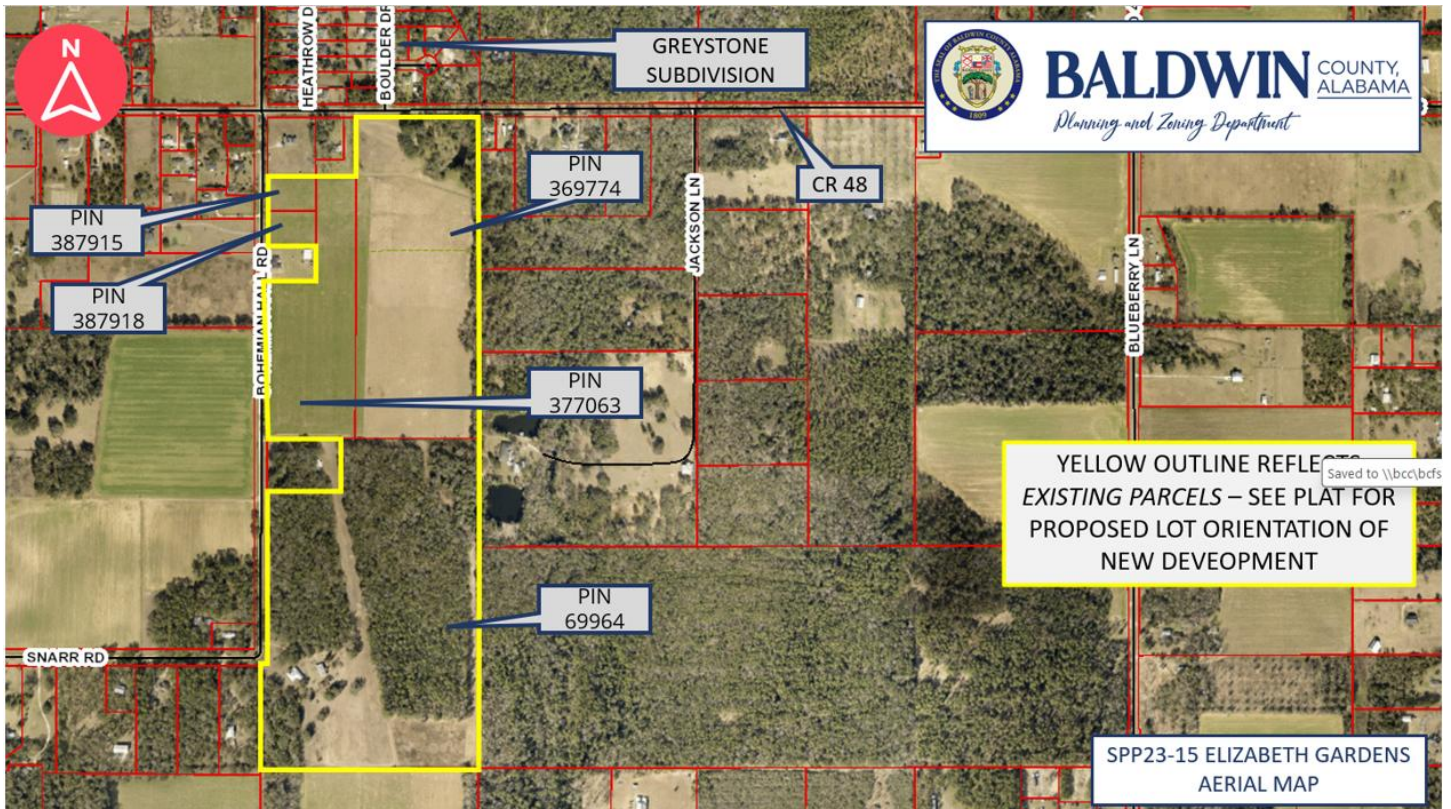 N
HEATHROW D
BOULDER DR
GREYSTONE
SUBDIVISION
BALDWIN COUNTY,
ALABAMA
Planning and Zoning Department
1809
PIN
369774
CR 48
PIN
387915
PIN
387918
BOHEMIAN HALL RD
JACKSON LN
BLUEBERRY LN
PIN
377063
YELLOW OUTLINE REFLECTS
Saved to \\bcc\bcfs
EXISTING PARCELS – SEE PLAT FOR
PROPOSED LOT ORIENTATION OF
NEW DEVEOPMENT
PIN
69964
SNARR RD
SPP23-15 ELIZABETH GARDENS
AERIAL MAP